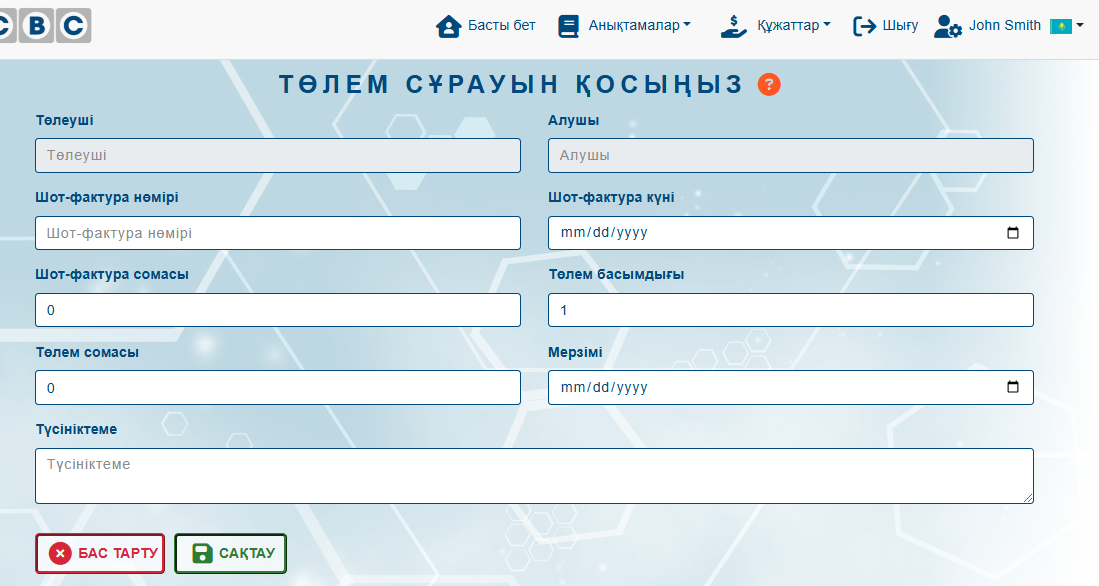 C B C
Басты бет Анықтамалар Құжаттар Шығу John Smith
ТӨЛЕМ СҰРАУЫН ҚОСЫҢЫЗ ?
Төлеуші Алушы
Төлеуші Алушы
Шот-фактура нөмірі Шот-фактура күні
Шот-фактура нөмірі mm/dd/yyyy
Шот-фактура сомасы Төлем басымдығы
0 1
Төлем сомасы Мерзімі
0 mm/dd/yyyy
Түсініктеме
Түсініктеме
БАС ТАРТУ САҚТАУ